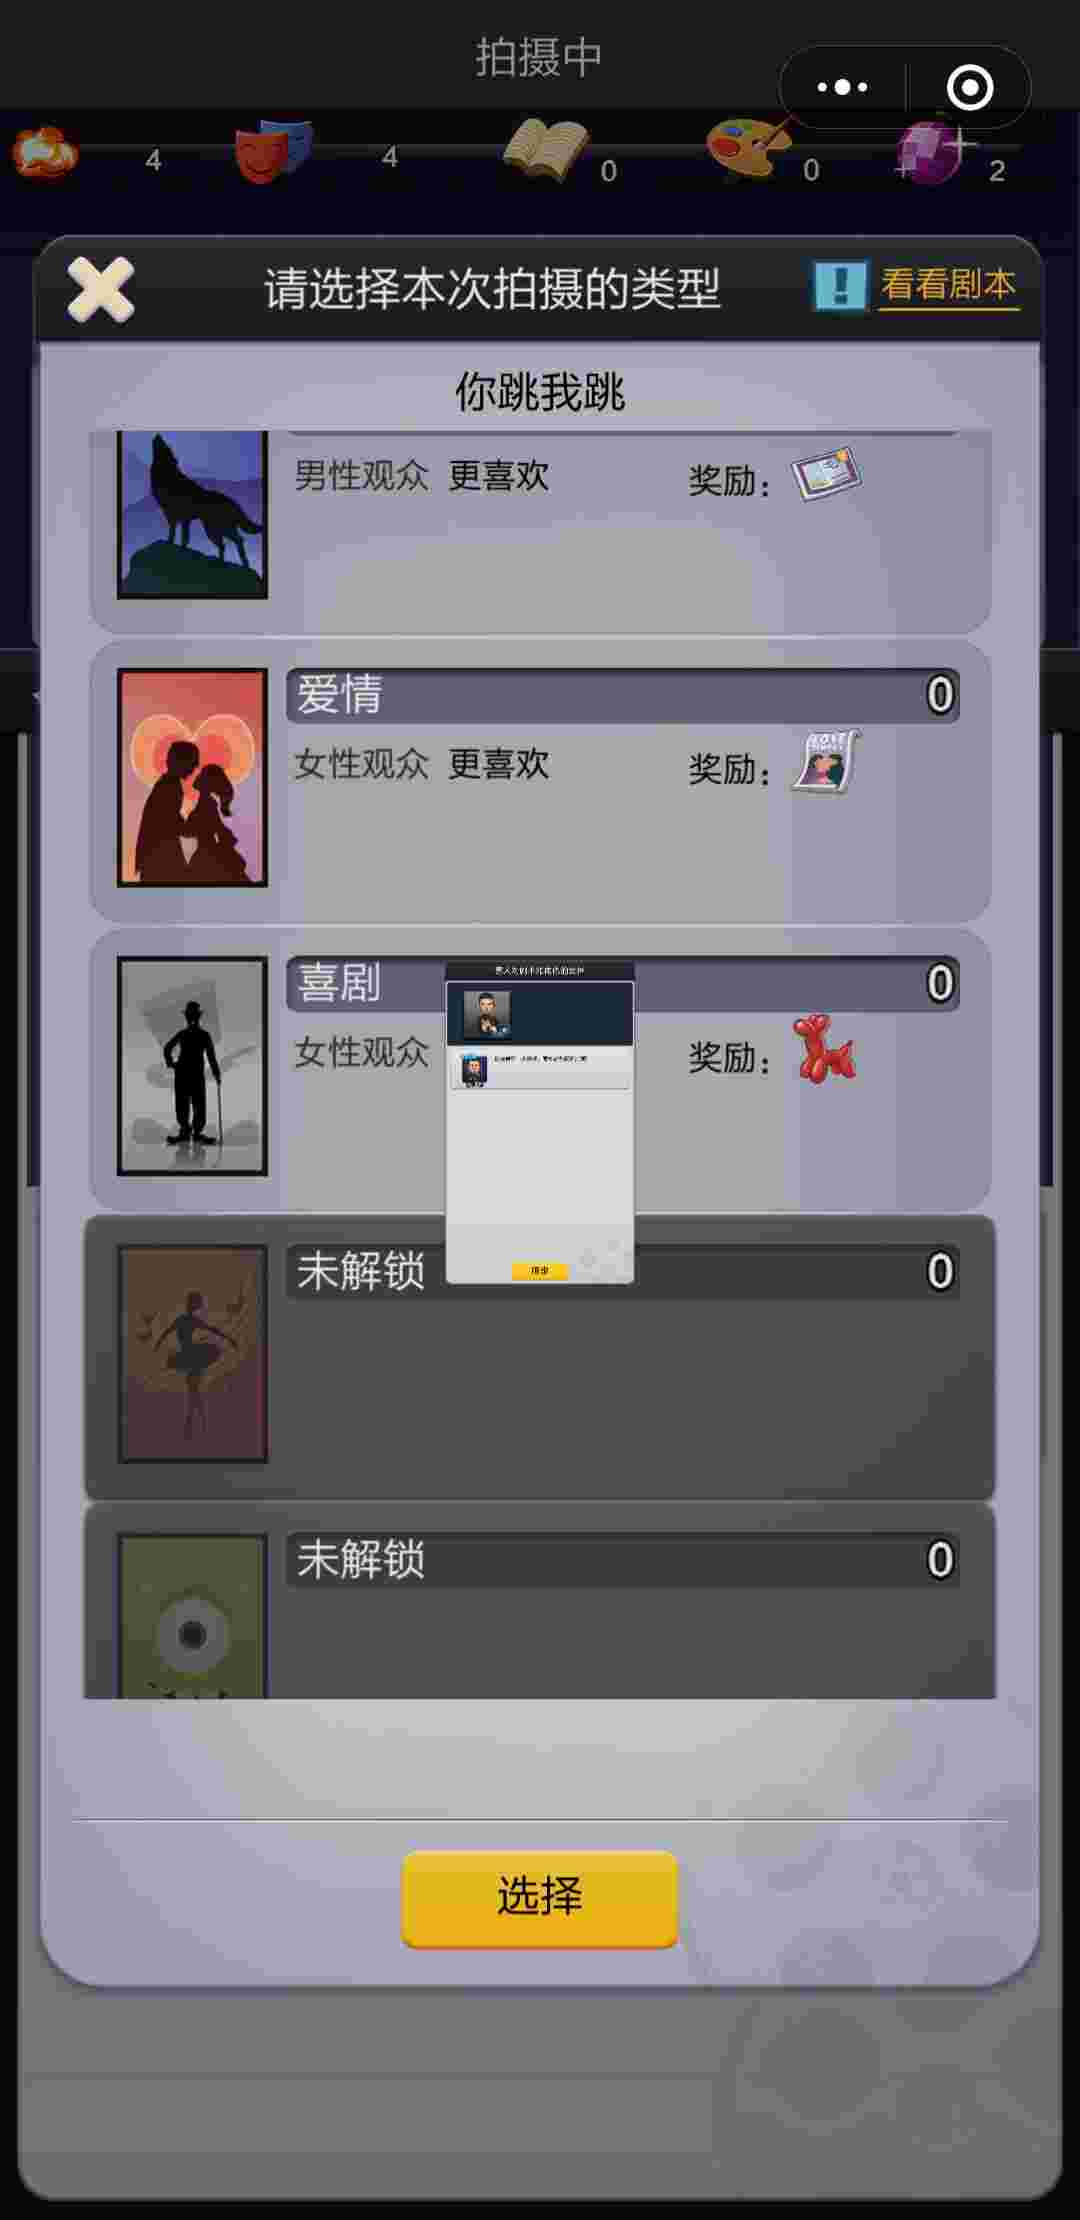 拍摄中
4
4
0
0
2
请选择本次拍摄的类型
看看剧本
你跳我跳
男性观众 更喜欢
奖励：
爱情
0
女性观众 更喜欢
奖励：
喜剧
0
女性观众
奖励：
未解锁
0
未解锁
0
选择